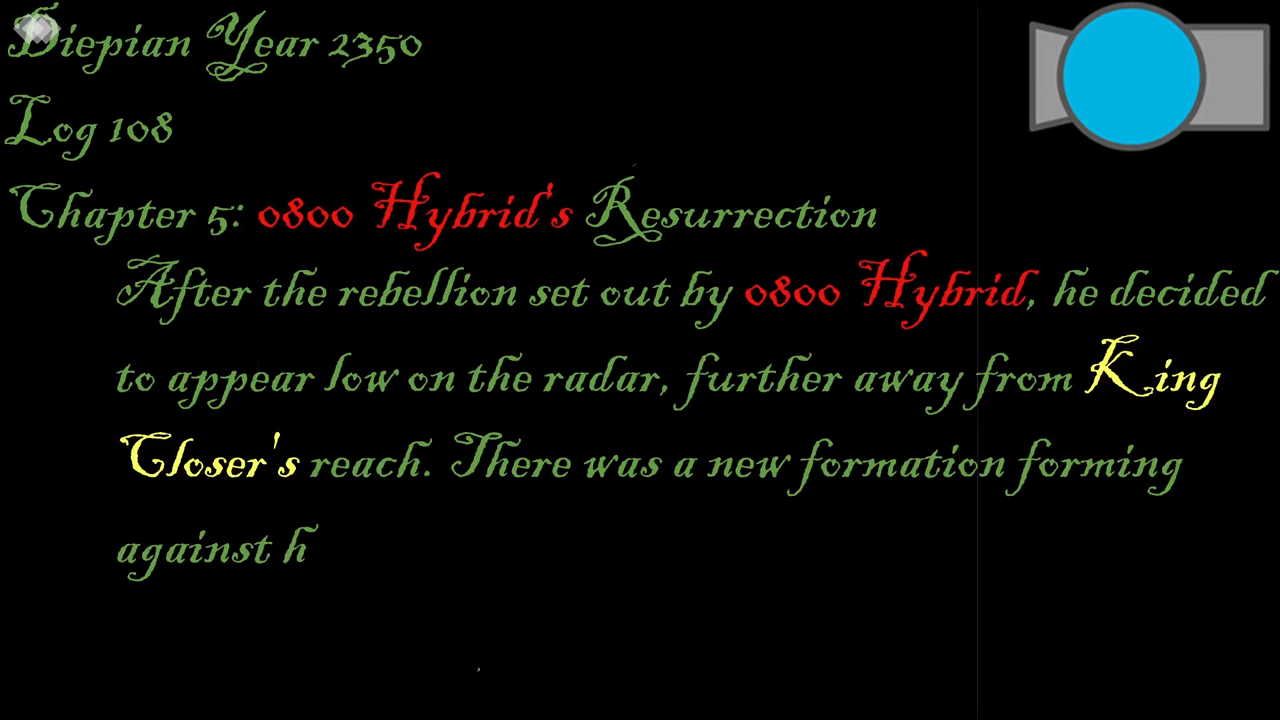 Diepian Year 2350
Log 108
Chapter 5: 0800 Hybrid's Resurrection
After the rebellion set out by 0800 Hybrid, he decided
to appear low on the radar, further away from King
Closer's reach. There was a new formation forming
against h